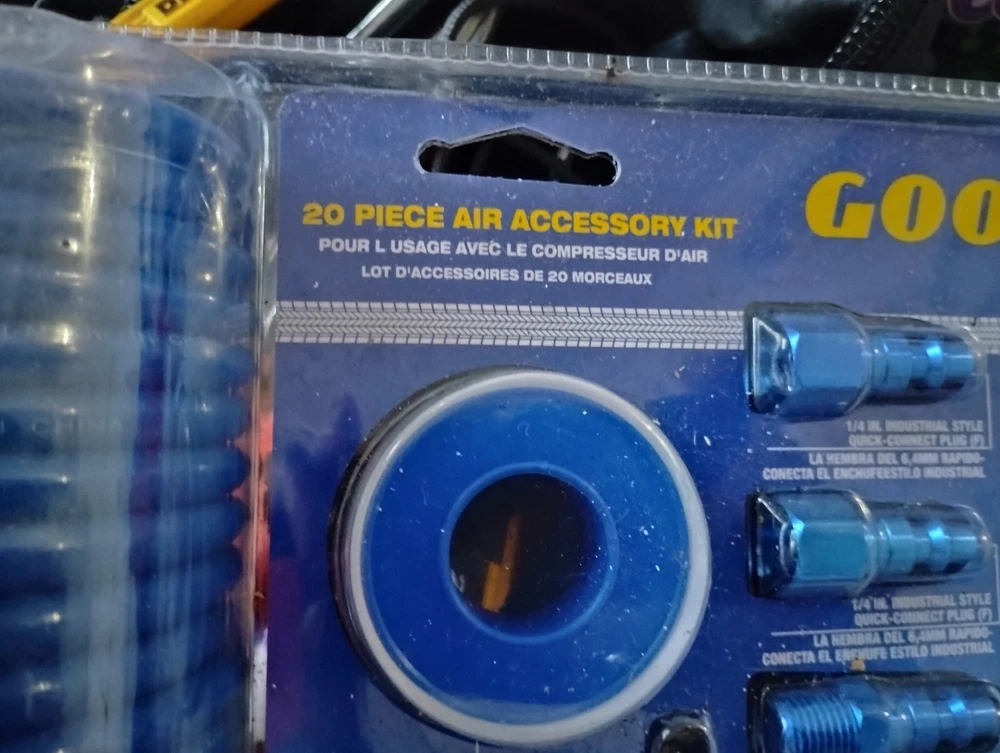 20 PIECE AIR ACCESSORY KIT
POUR L USAGE AVEC LE COMPRESSEUR D'AIR
LOT D'ACCESSOIRES DE 20 MORCEAUX
GOO
1/4 IN. INDUSTRIAL STYLE
QUICK-CONNECT PLUG (F)
LA HEMBRA DEL 6,4MM RAPIDO-
CONECTA EL ENCHUFEESTILO INDUSTRIAL
1/4 IN. INDUSTRIAL STYLE
QUICK-CONNECT PLUG (F)
LA HEMBRA DEL 6,4MM RAPIDO-
CONECTA EL ENCHUFE ESTILO INDUSTRIAL